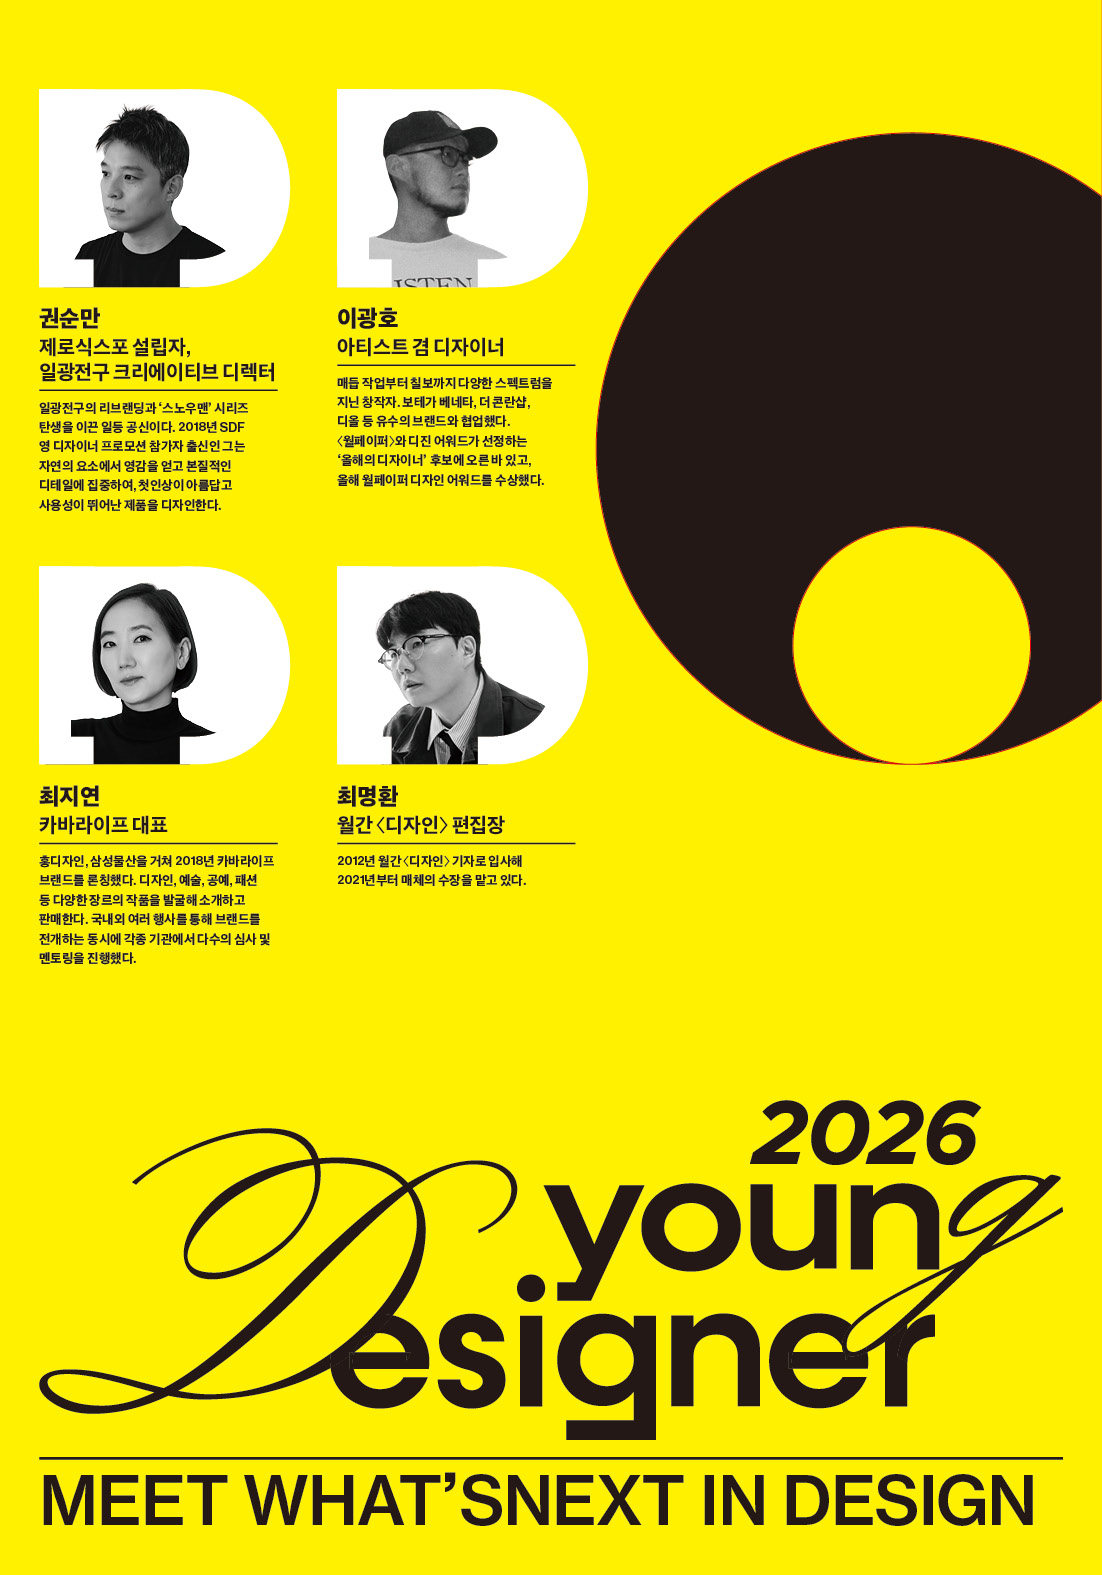 권순만
제로식스포 설립자,
일광전구 크리에이티브 디렉터
일광전구의 리브랜딩과 ‘스노우맨’ 시리즈
탄생을 이끈 일등 공신이다. 2018년 SDF
영 디자이너 프로모션 참가자 출신인 그는
자연의 요소에서 영감을 얻고 본질적인
디테일에 집중하여, 첫인상이 아름답고
사용성이 뛰어난 제품을 디자인한다.
ISTEN
이광호
아티스트 겸 디자이너
매듭 작업부터 칠보까지 다양한 스펙트럼을
지닌 창작자. 보테가 베네타, 더 콘란샵,
디올 등 유수의 브랜드와 협업했다.
〈월페이퍼〉와 디진 어워드가 선정하는
‘올해의 디자이너’ 후보에 오른 바 있고,
올해 월페이퍼 디자인 어워드를 수상했다.
최지연
카바라이프 대표
홍디자인, 삼성물산을 거쳐 2018년 카바라이프
브랜드를 론칭했다. 디자인, 예술, 공예, 패션
등 다양한 장르의 작품을 발굴해 소개하고
판매한다. 국내외 여러 행사를 통해 브랜드를
전개하는 동시에 각종 기관에서 다수의 심사 및
멘토링을 진행했다.
최명환
월간 〈디자인〉 편집장
2012년 월간 〈디자인〉 기자로 입사해
2021년부터 매체의 수장을 맡고 있다.
2026
young
Designer
MEET WHAT’SNEXT IN DESIGN